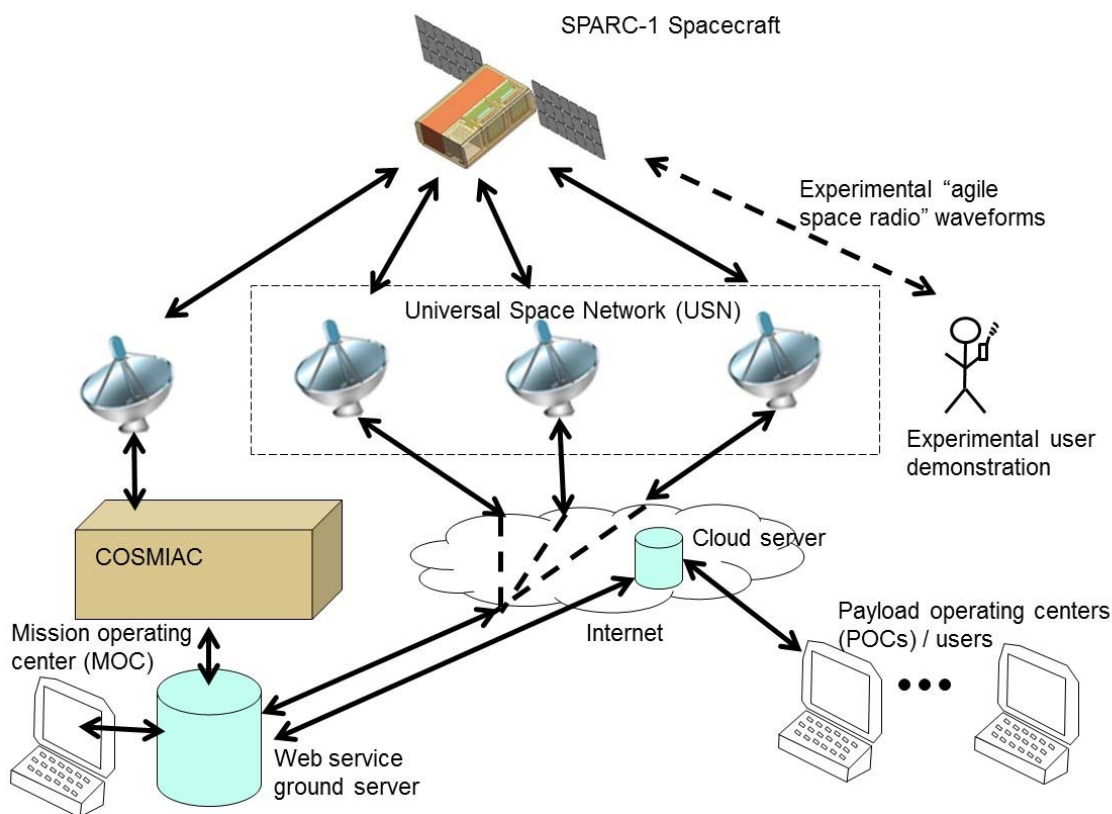 SPARC-1 Spacecraft
Experimental “agile
space radio” waveforms
Universal Space Network (USN)
Experimental user
demonstration
COSMIAC
Cloud server
Mission operating
center (MOC)
Internet
Payload operating centers
(POCs) / users
Web service
ground server